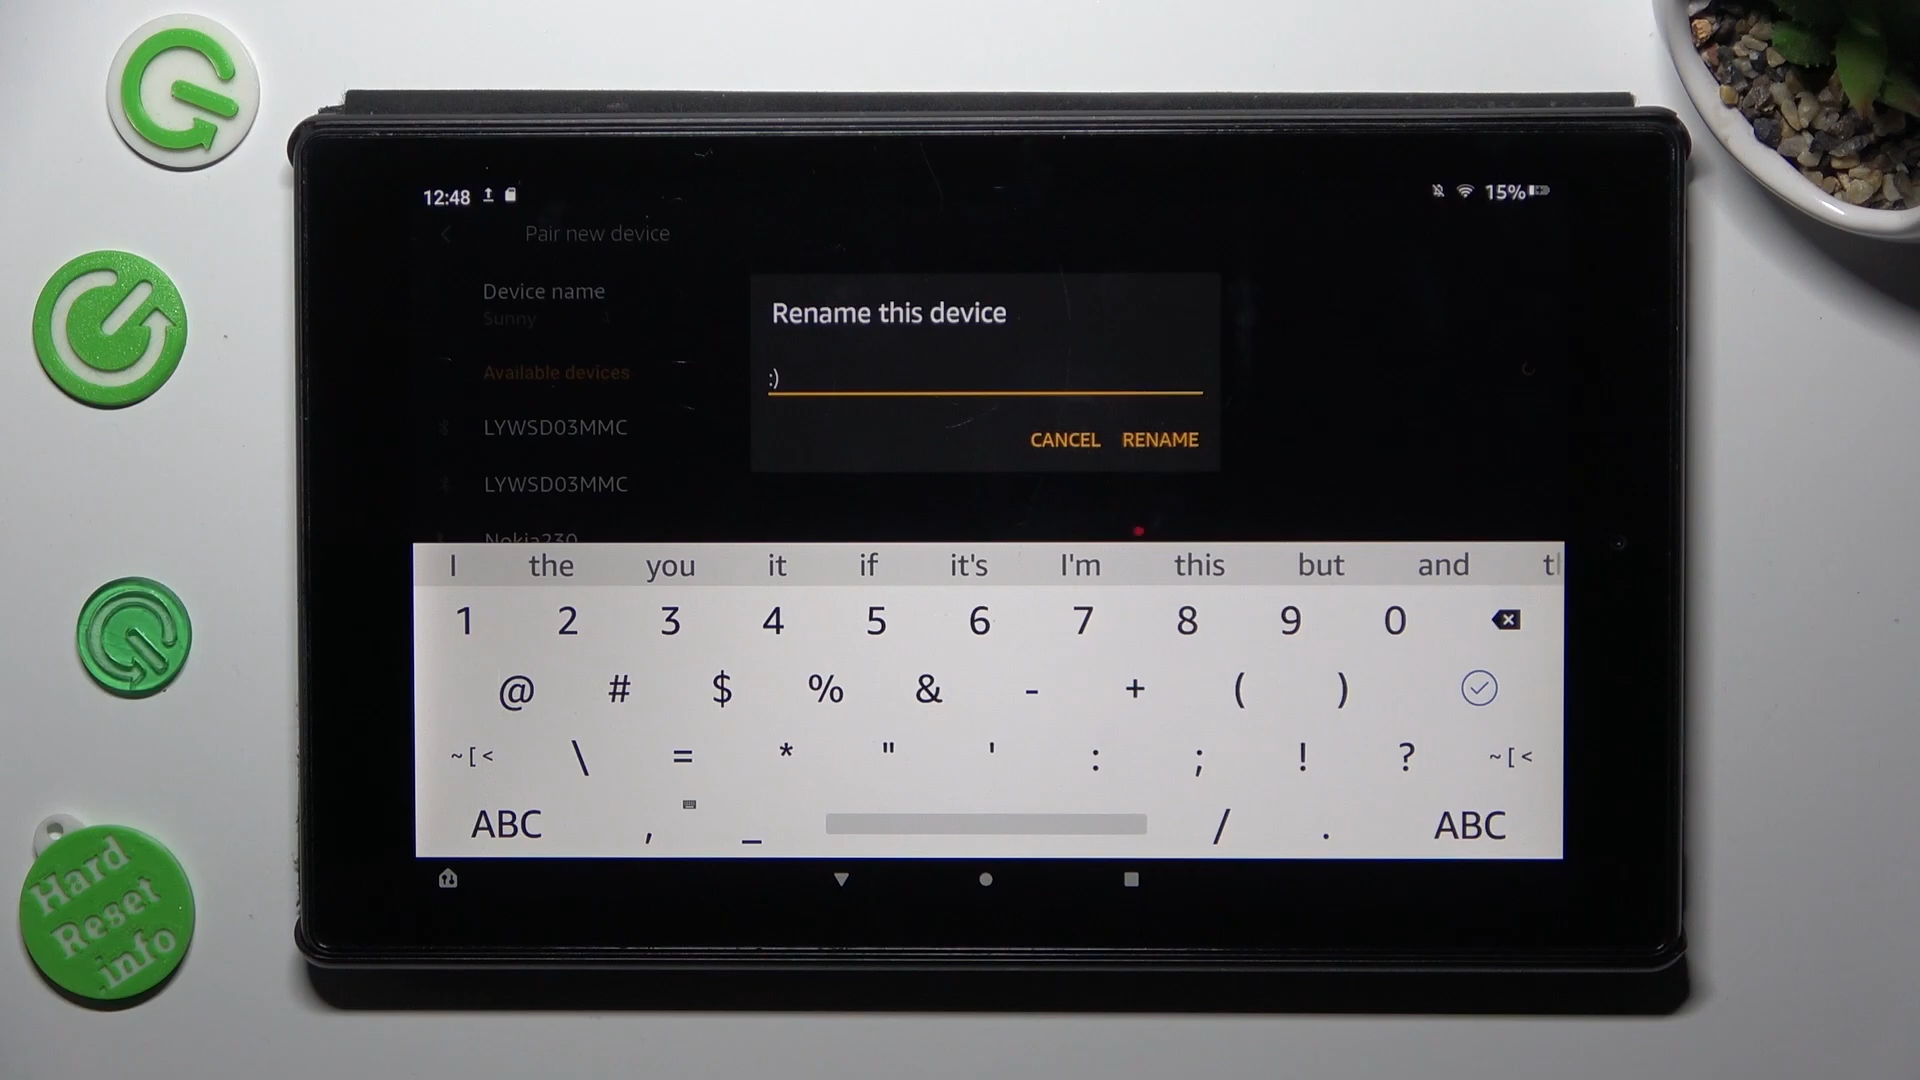 12:48
15%
Pair new device
Device name
Sunny
Rename this device
:)
CANCEL RENAME
Available devices
LYWSD03MMC
LYWSD03MMC
Nokia230
I the you it if it's I'm this but and
1 2 3 4 5 6 7 8 9 0
@ # $ % & - + ( )
~[< \ = * " ' : ; ! ? ~[<
ABC , _ / . ABC
Hard
Reset
info